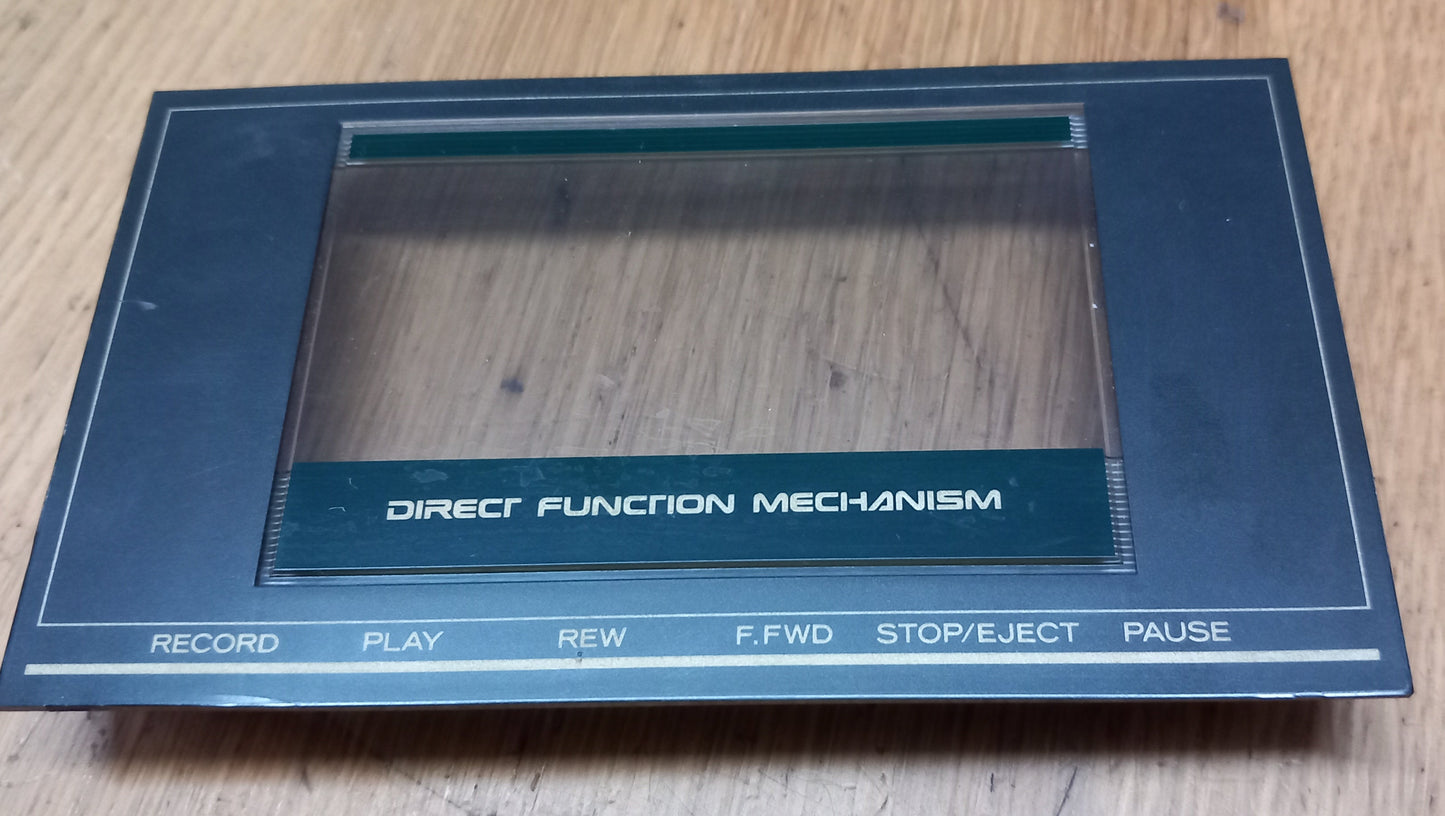 DIRECT FUNCTION MECHANISM
RECORD PLAY REW F.FWD STOP/EJECT PAUSE